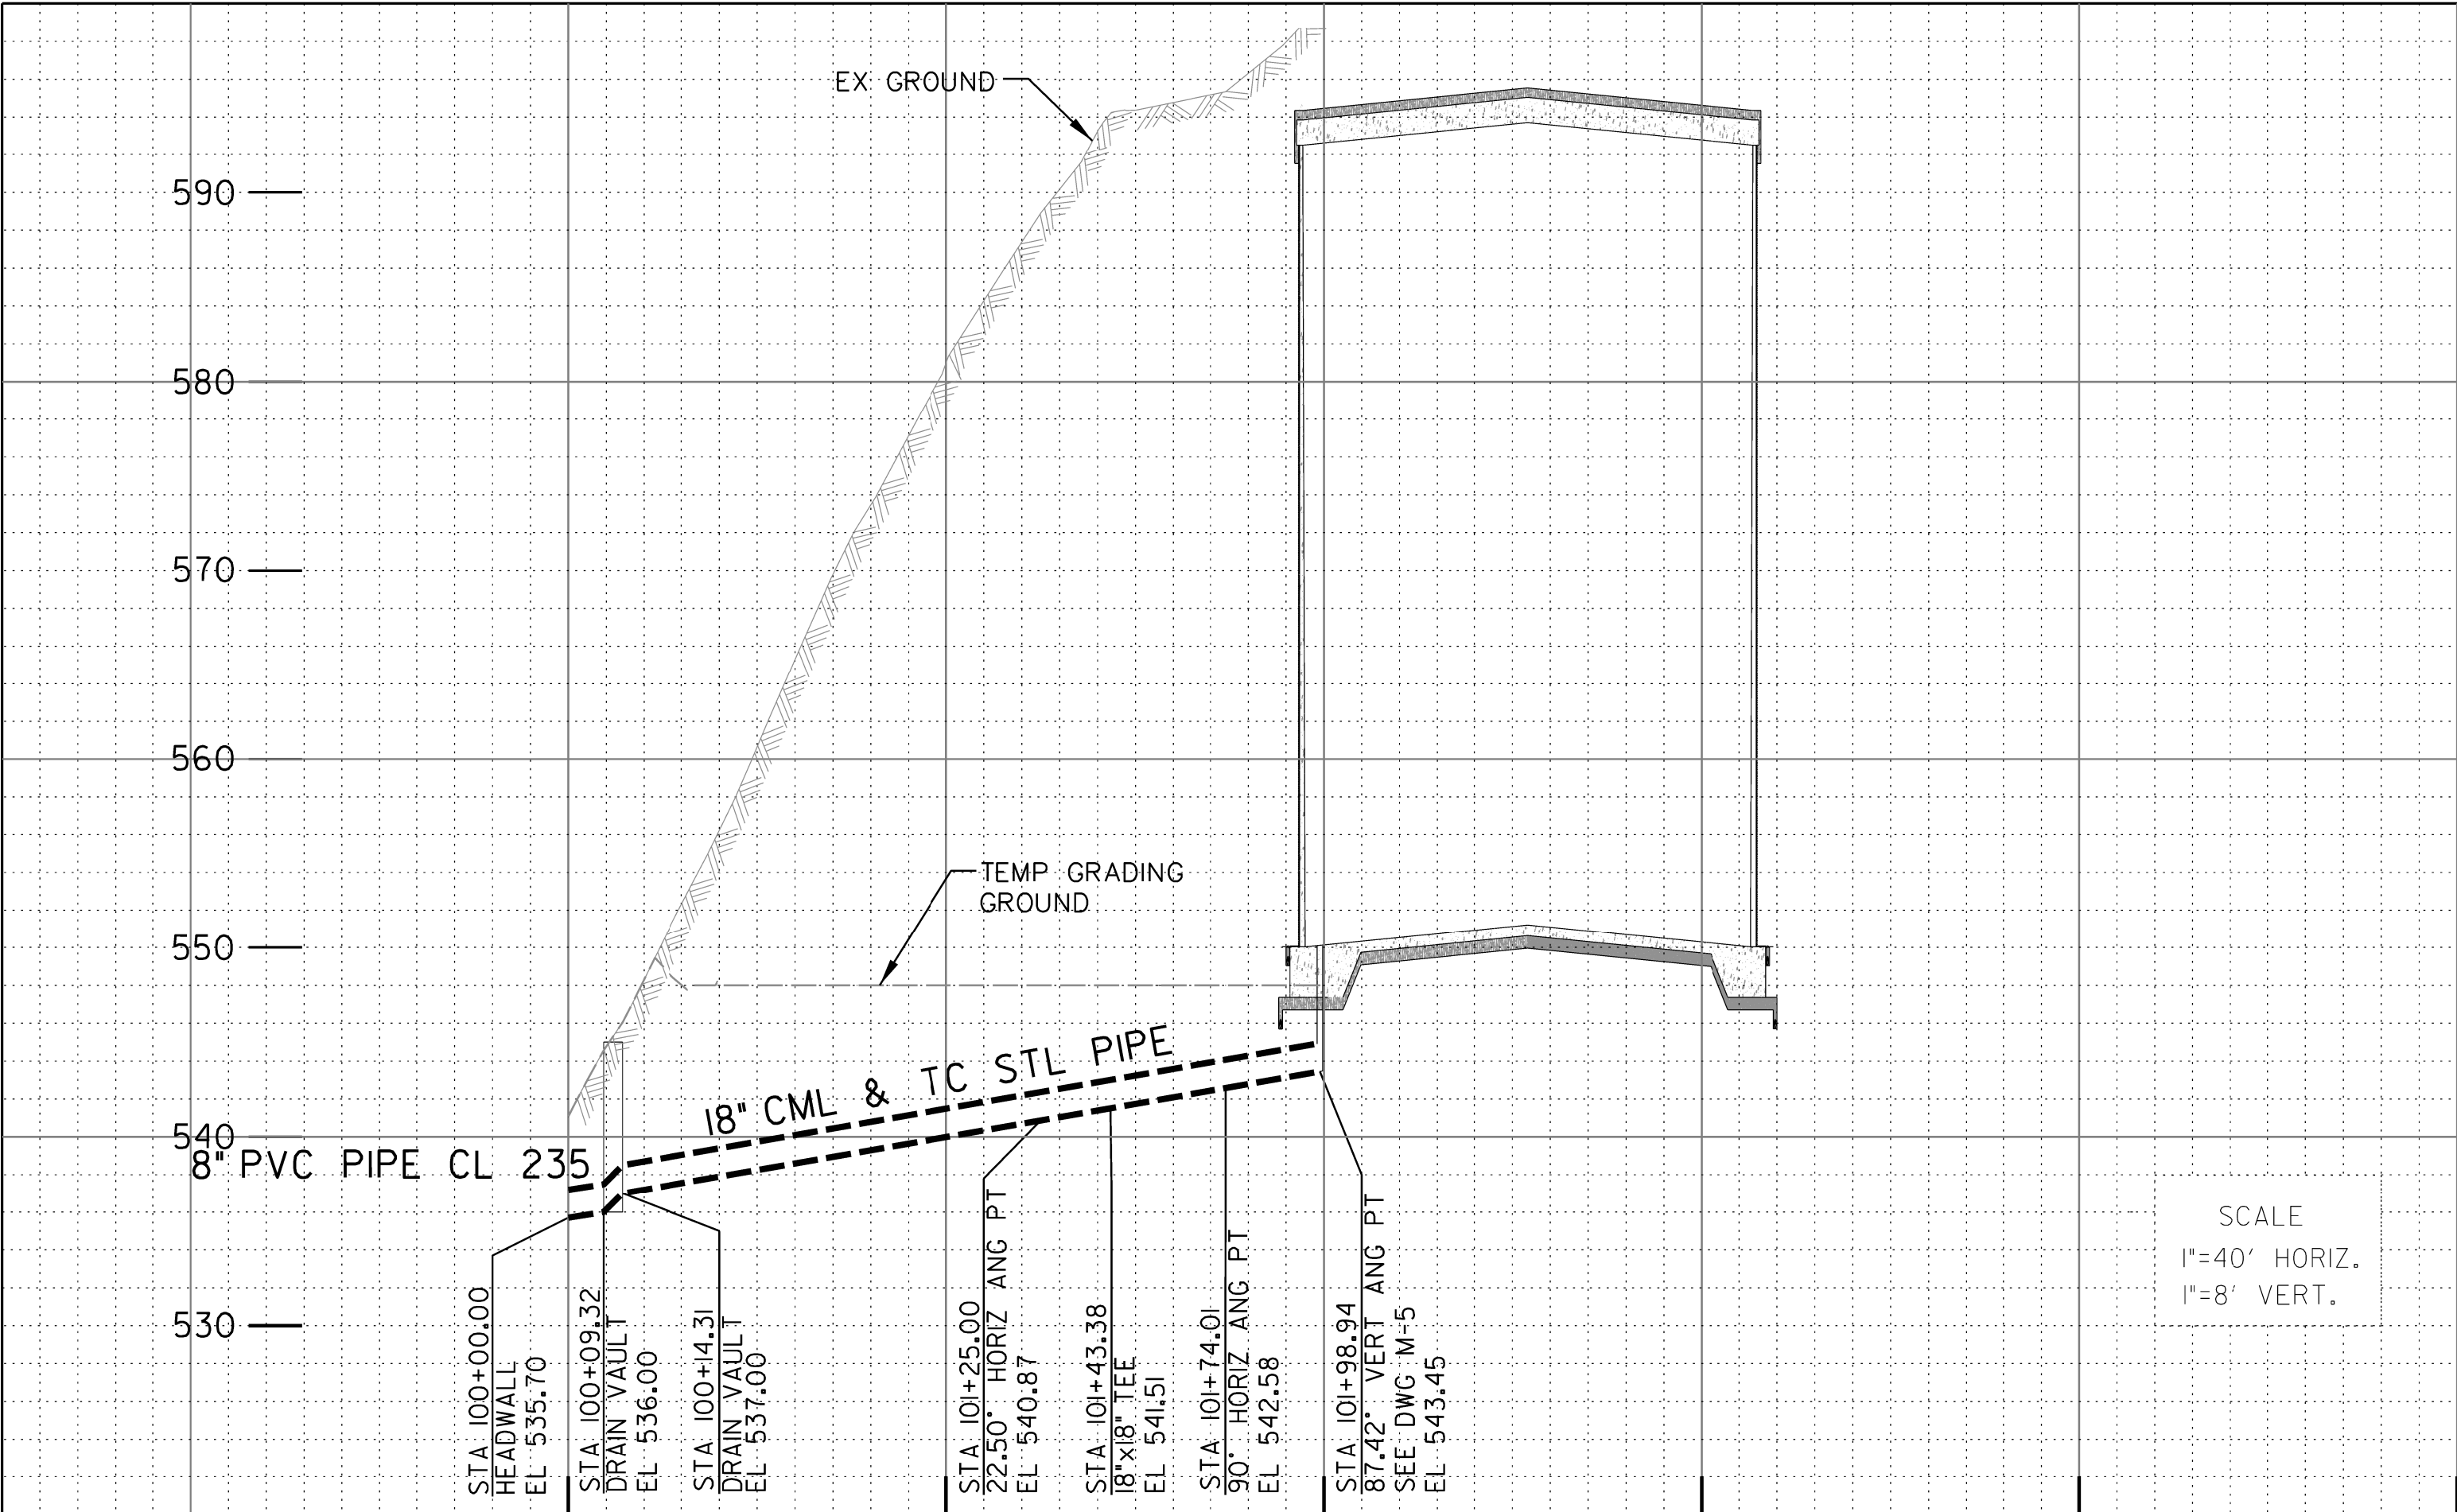 EX GROUND
590
580
570
560
TEMP GRADING
GROUND
550
18" CML & TC STL PIPE
540
8" PVC PIPE CL 235
530
STA 100+00.00
HEADWALL
EL 535.70
STA 100+09.32
DRAIN VAULT
EL 536.00
STA 100+14.31
DRAIN VAULT
EL 537.00
STA 101+25.00
22.50° HORIZ ANG PT
EL 540.87
STA 101+43.38
18"x18" TEE
EL 541.51
STA 101+74.01
90° HORIZ ANG PT
EL 542.58
STA 101+98.94
87.42° VERT ANG PT
SEE DWG M-5
EL 543.45
SCALE
1"=40' HORIZ.
1"=8' VERT.